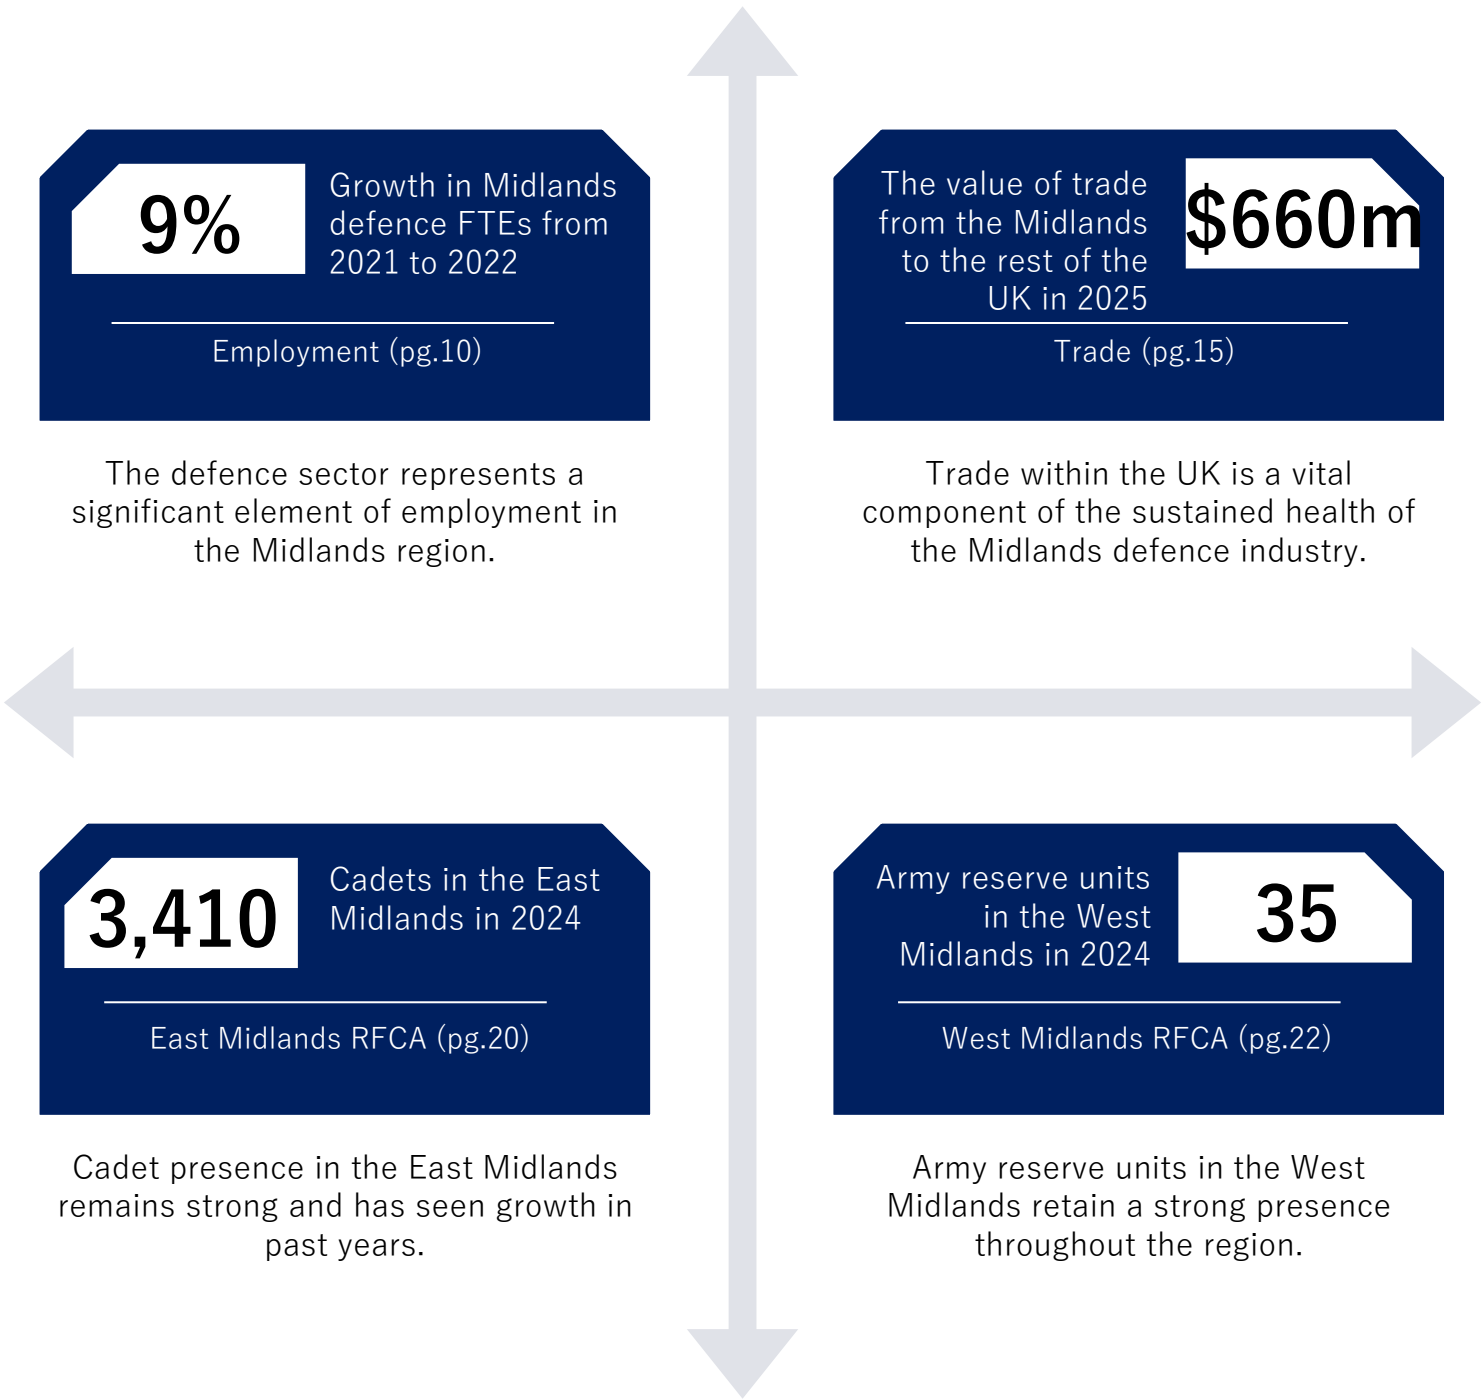 9%
Growth in Midlands
defence FTEs from
2021 to 2022
Employment (pg.10)
The defence sector represents a
significant element of employment in
the Midlands region.
The value of trade
from the Midlands
to the rest of the
UK in 2025
$660m
Trade (pg.15)
Trade within the UK is a vital
component of the sustained health of
the Midlands defence industry.
3,410
Cadets in the East
Midlands in 2024
East Midlands RFCA (pg.20)
Cadet presence in the East Midlands
remains strong and has seen growth in
past years.
Army reserve units
in the West
Midlands in 2024
35
West Midlands RFCA (pg.22)
Army reserve units in the West
Midlands retain a strong presence
throughout the region.